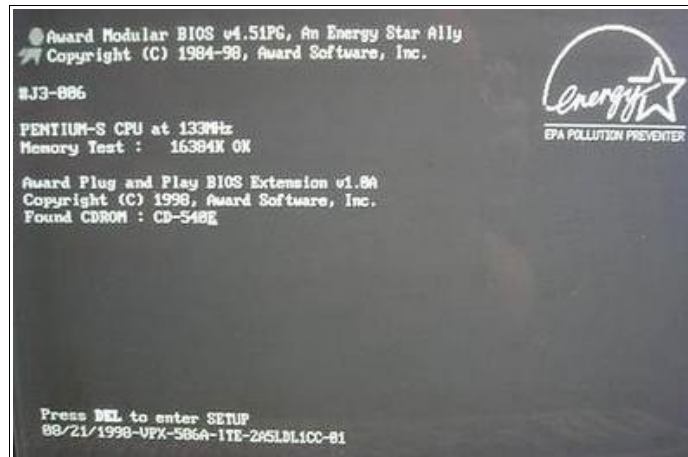 Award Modular BIOS v4.51PG, An Energy Star Ally
Copyright (C) 1984-98, Award Software, Inc.
energy
EPA POLLUTION PREVENTER
#J3-006
PENTIUM-S CPU at 133MHz
Memory Test : 16384K OK
Award Plug and Play BIOS Extension v1.0A
Copyright (C) 1998, Award Software, Inc.
Found CDROM : CD-540E
Press DEL to enter SETUP
08/21/1998-VPX-586A-ITE-2A5LDL1CC-01